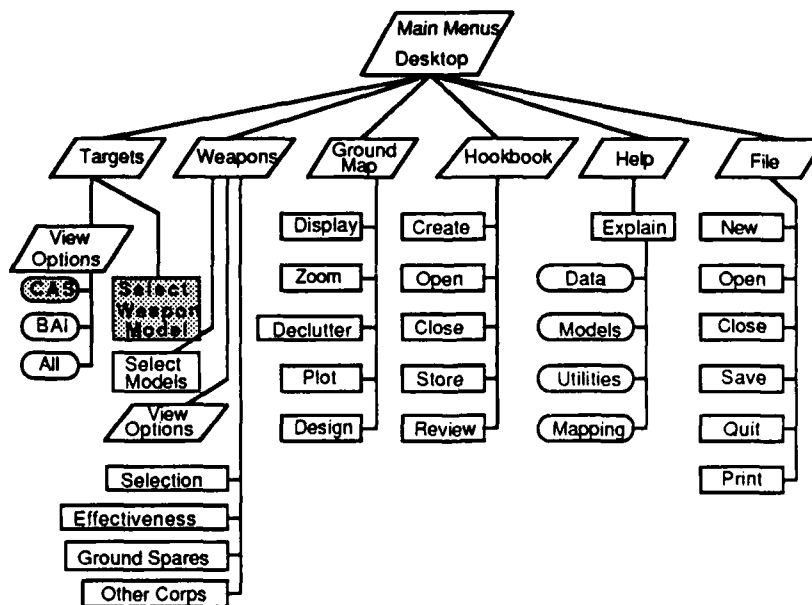 Main Menus
Desktop
Targets
Weapons
Ground
Map
Hookbook
Help
File
View
Options
CAS
BAI
All
Select
Weapon
Model
Select
Models
View
Options
Selection
Effectiveness
Ground Spares
Other Corps
Display
Zoom
Declutter
Plot
Design
Create
Open
Close
Store
Review
Explain
Data
Models
Utilities
Mapping
New
Open
Close
Save
Quit
Print